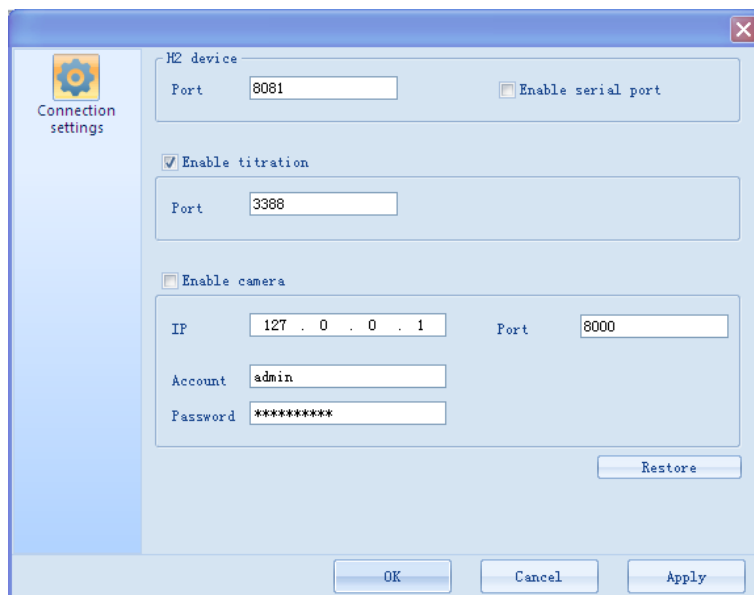 H2 device
Port 8081 Enable serial port
Connection
settings
Enable titration
Port 3388
Enable camera
IP 127 . 0 . 0 . 1 Port 8000
Account admin
Password **********
Restore
OK Cancel Apply